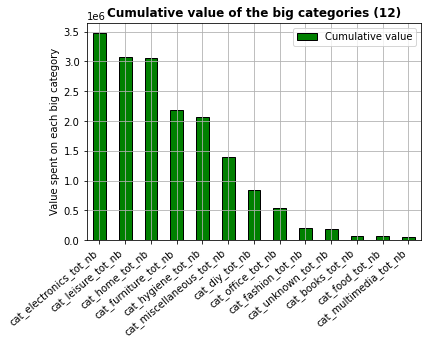 Cumulative value of the big categories (12)
1e6
Cumulative value
Value spent on each big category
3.5
3.0
2.5
2.0
1.5
1.0
0.5
0.0
cat_electronics_tot_nb
cat_leisure_tot_nb
cat_home_tot_nb
cat_furniture_tot_nb
cat_hygiene_tot_nb
cat_miscellaneous_tot_nb
cat_diy_tot_nb
cat_office_tot_nb
cat_fashion_tot_nb
cat_unknown_tot_nb
cat_books_tot_nb
cat_food_tot_nb
cat_multimedia_tot_nb